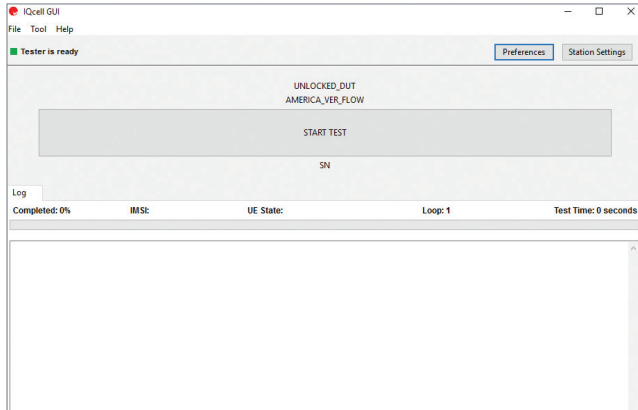 IQcell GUI
File Tool Help
Tester is ready
Preferences Station Settings
UNLOCKED_DUT
AMERICA_VER_FLOW
START TEST
SN
Log
Completed: 0% IMSI: UE State: Loop: 1 Test Time: 0 seconds